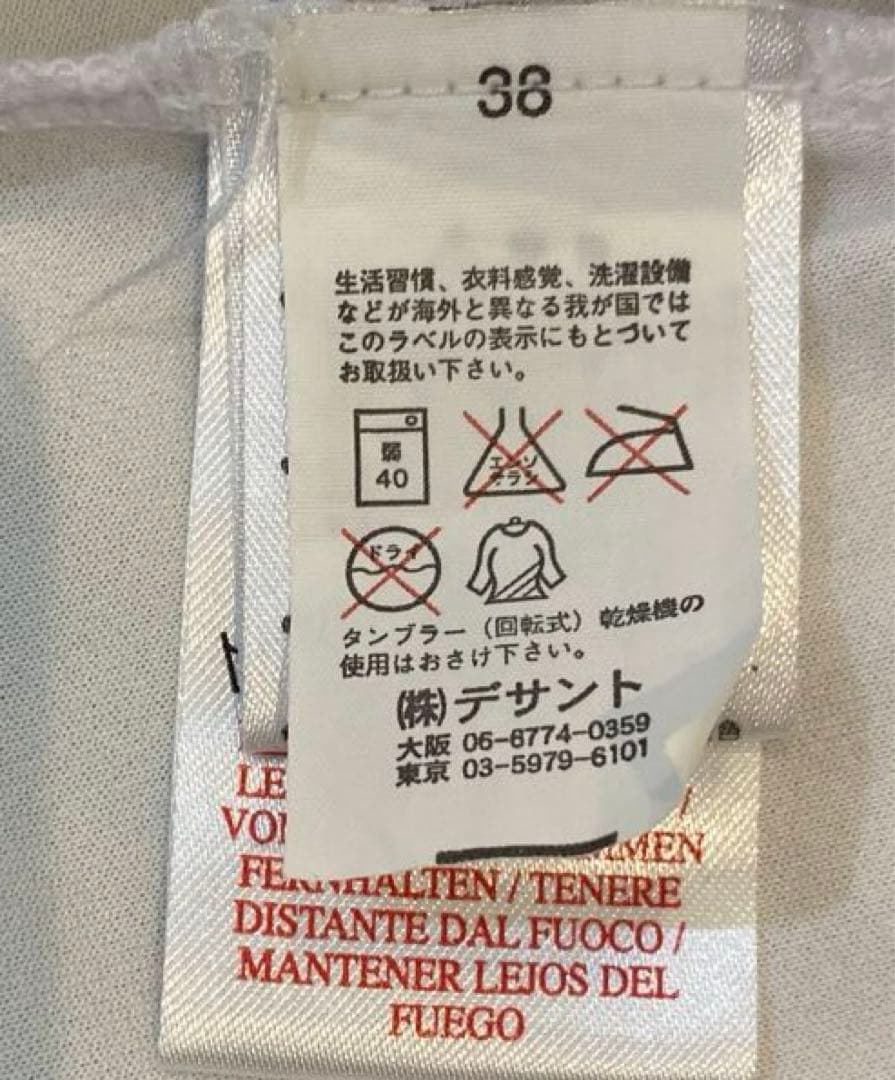 38
生活習慣、衣料感覚、洗濯設備
などが海外と異なる我が国では
このラベルの表示にもとづいて
お取扱い下さい。
弱
40
エンソ
サラシ
ドライ
タンブラー（回転式）乾燥機の
使用はおさけ下さい。
㈱デサント
大阪 06-6774-0359
東京 03-5979-6101
FERNHALTEN / TENERE
DISTANTE DAL FUOCO /
MANTENER LEJOS DEL
FUEGO